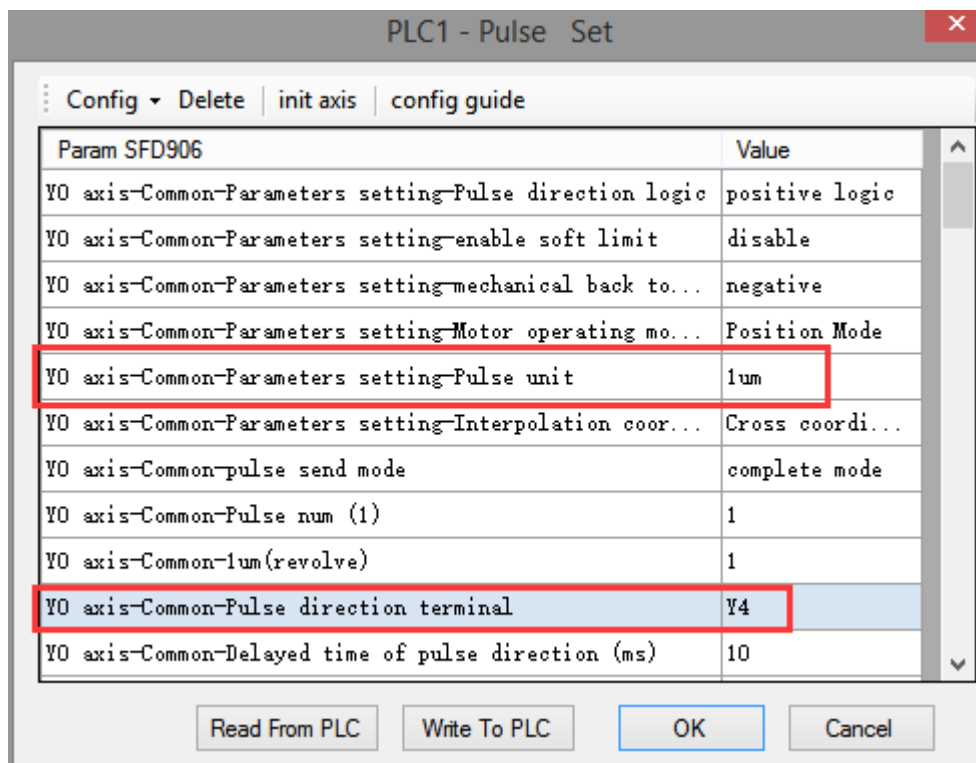 PLC1 - Pulse Set
Config Delete init axis config guide
Param SFD906 Value
Y0 axis-Common-Parameters setting-Pulse direction logic positive logic
Y0 axis-Common-Parameters setting-enable soft limit disable
Y0 axis-Common-Parameters setting-mechanical back to... negative
Y0 axis-Common-Parameters setting-Motor operating mo... Position Mode
Y0 axis-Common-Parameters setting-Pulse unit 1um
Y0 axis-Common-Parameters setting-Interpolation coor... Cross coordi...
Y0 axis-Common-pulse send mode complete mode
Y0 axis-Common-Pulse num (1) 1
Y0 axis-Common-1um(revolve) 1
Y0 axis-Common-Pulse direction terminal Y4
Y0 axis-Common-Delayed time of pulse direction (ms) 10
Read From PLC Write To PLC OK Cancel